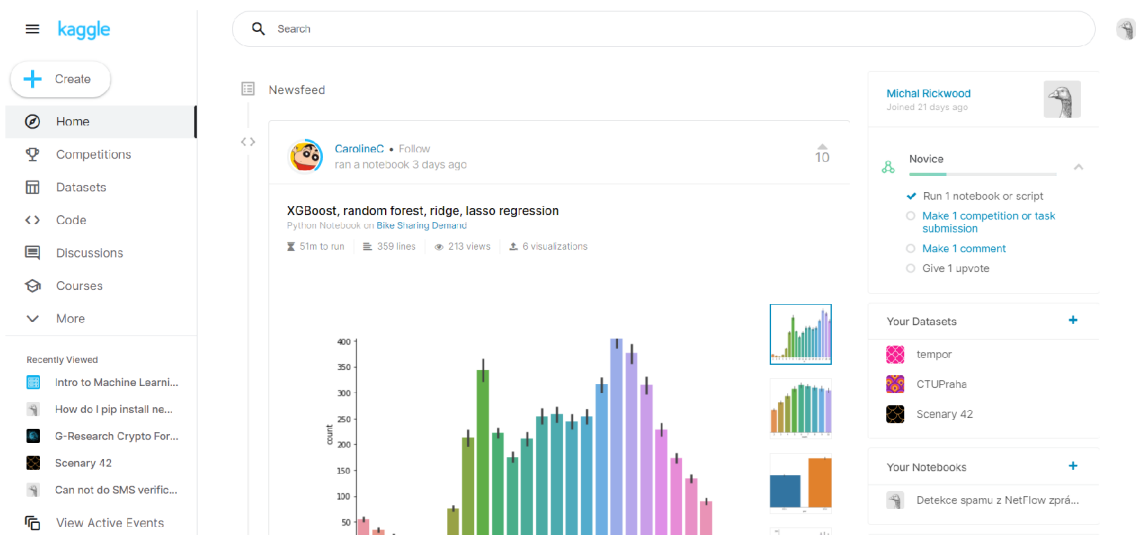 kaggle
Search
Create
Home
Competitions
Datasets
Code
Discussions
Courses
More
Recently Viewed
Intro to Machine Learni...
How do I pip install ne...
G-Research Crypto For...
Scenary 42
Can not do SMS verific...
View Active Events
Newsfeed
CarolineC • Follow
ran a notebook 3 days ago
10
XGBoost, random forest, ridge, lasso regression
Python Notebook on Bike Sharing Demand
51m to run 359 lines 213 views 6 visualizations
400
350
300
250
200
150
100
50
count
Michal Rickwood
Joined 21 days ago
Novice
Run 1 notebook or script
Make 1 competition or task
submission
Make 1 comment
Give 1 upvote
Your Datasets
tempor
CTUPraha
Scenary 42
Your Notebooks
Detekce spamu z NetFlow zprá...